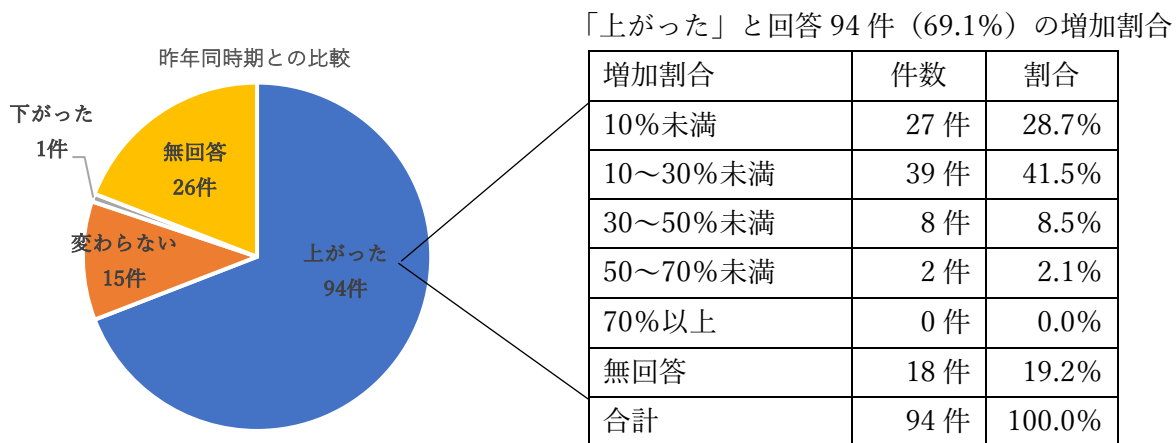 「上がった」と回答 94 件（69.1%）の増加割合
昨年同時期との比較
下がった
1件
無回答
26件
変わらない
15件
上がった
94件
増加割合 件数 割合
10％未満 27 件 28.7%
10～30％未満 39 件 41.5%
30～50％未満 8 件 8.5%
50～70％未満 2 件 2.1%
70％以上 0 件 0.0%
無回答 18 件 19.2%
合計 94 件 100.0%